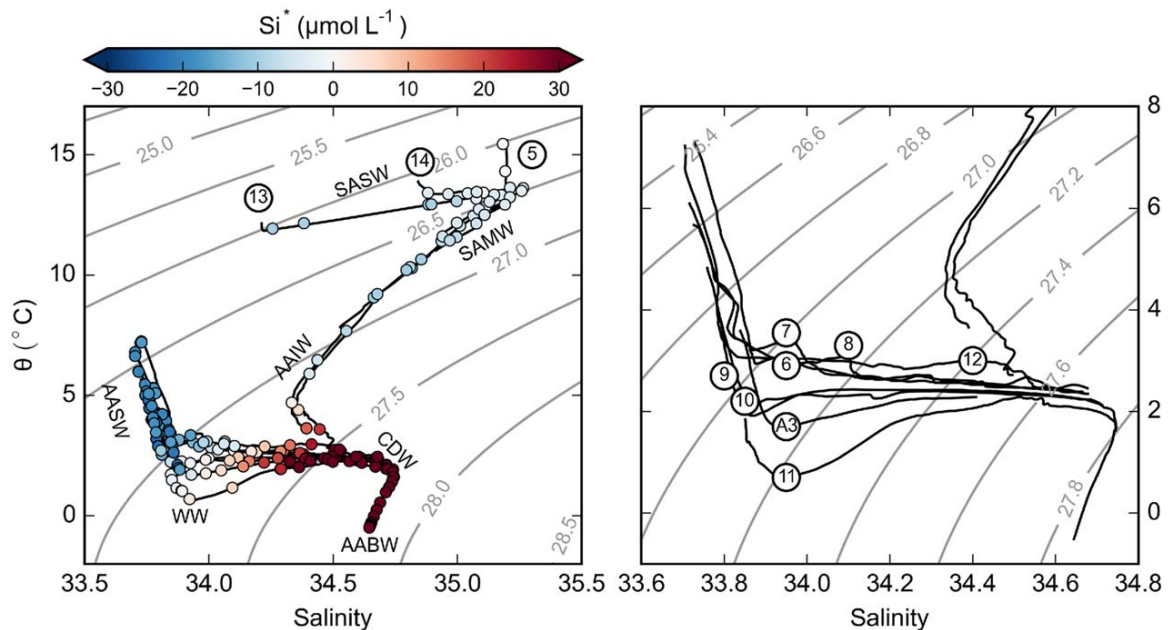 Si* (μmol L⁻¹)
−30 −20 −10 0 10 20 30
θ (°C)
15
10
5
0
33.5 34.0 34.5 35.0 35.5
Salinity
25.0
25.5
26.0
26.5
27.0
27.5
28.0
28.5
13
14
5
SASW
SAMW
AAIW
AASW
WW
CDW
AABW
8
6
4
2
0
33.6 33.8 34.0 34.2 34.4 34.6 34.8
Salinity
26.4
26.6
26.8
27.0
27.2
27.4
27.6
27.8
7
8
6
12
9
10
A3
11